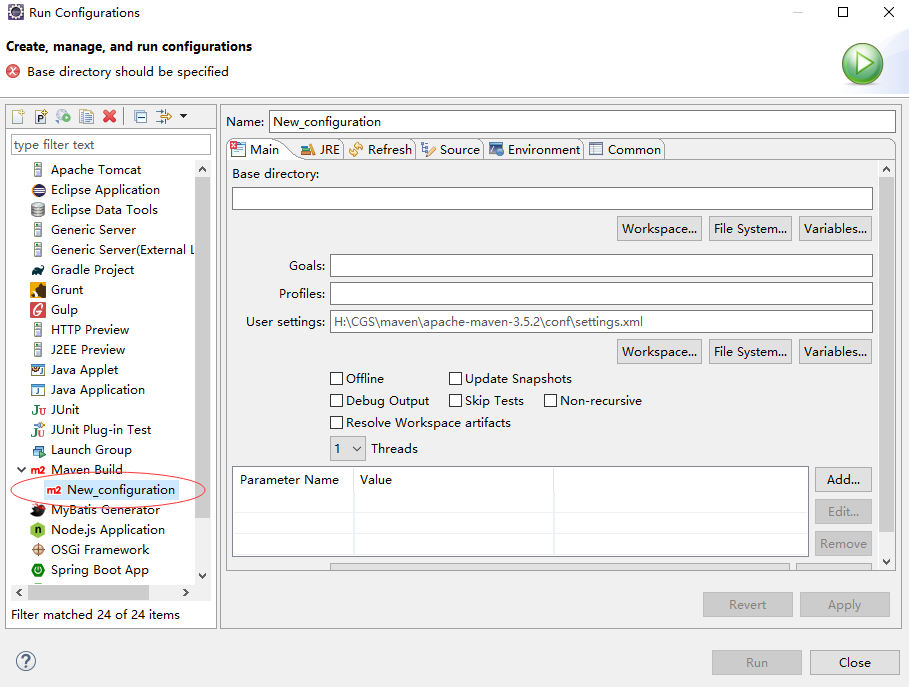 Run Configurations
Create, manage, and run configurations
Base directory should be specified
type filter text
Apache Tomcat
Eclipse Application
Eclipse Data Tools
Generic Server
Generic Server(External L
Gradle Project
Grunt
Gulp
HTTP Preview
J2EE Preview
Java Applet
Java Application
JUnit
JUnit Plug-in Test
Launch Group
m2 Maven Build
m2 New_configuration
MyBatis Generator
Node.js Application
OSGi Framework
Spring Boot App
Filter matched 24 of 24 items
Name: New_configuration
Main JRE Refresh Source Environment Common
Base directory:
Workspace... File System... Variables...
Goals:
Profiles:
User settings: H:\CGS\maven\apache-maven-3.5.2\conf\settings.xml
Workspace... File System... Variables...
Offline Update Snapshots
Debug Output Skip Tests Non-recursive
Resolve Workspace artifacts
1 Threads
Parameter Name Value
Add...
Edit...
Remove
Revert Apply
Run Close